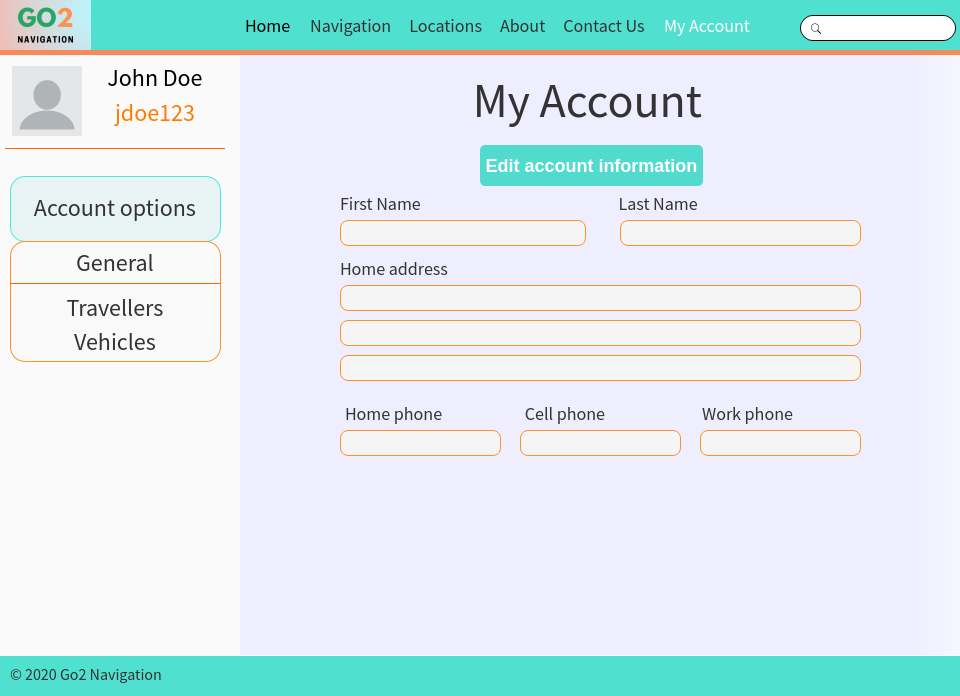 GO2
NAVIGATION
Home Navigation Locations About Contact Us My Account
John Doe
jdoe123
Account options
General
Travellers
Vehicles
My Account
Edit account information
First Name Last Name
Home address
Home phone Cell phone Work phone
© 2020 Go2 Navigation